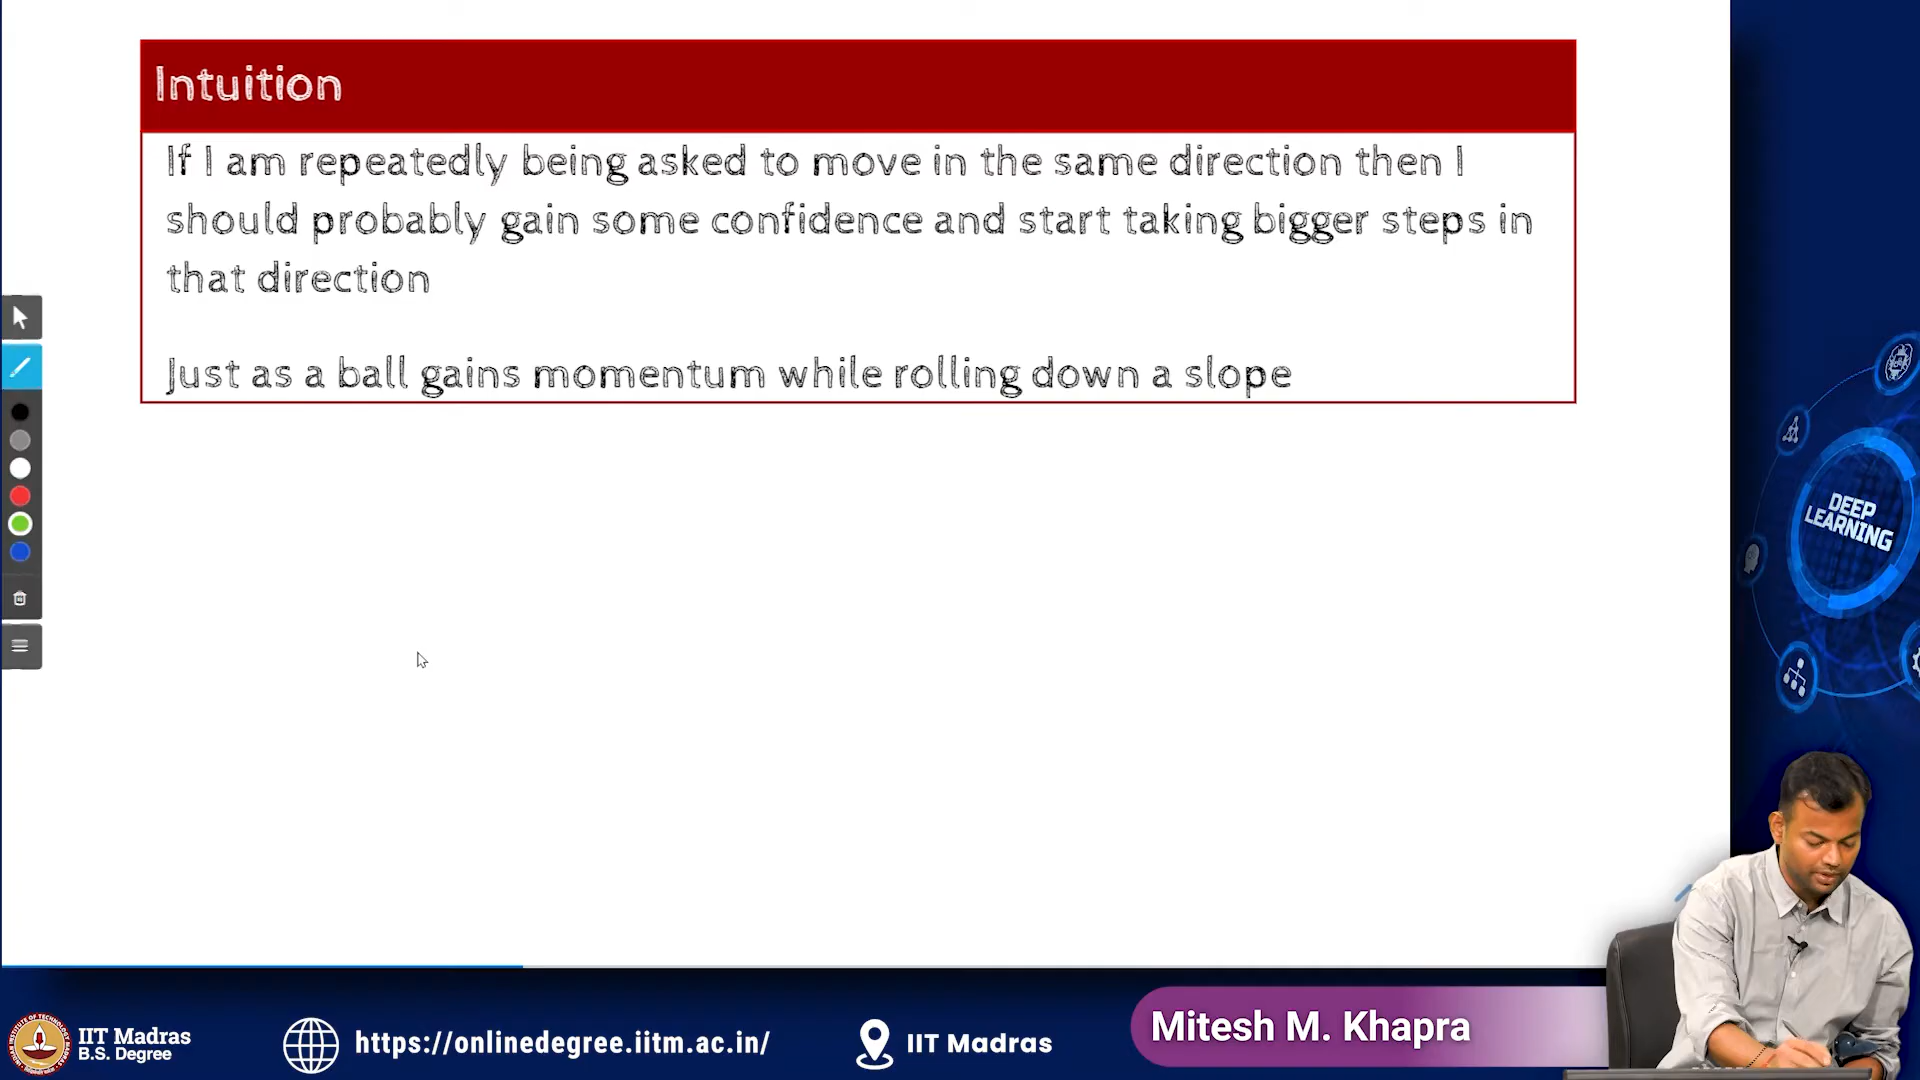 Intuition
If I am repeatedly being asked to move in the same direction then I
should probably gain some confidence and start taking bigger steps in
that direction
Just as a ball gains momentum while rolling down a slope
DEEP
LEARNING
IIT Madras
B.S. Degree
https://onlinedegree.iitm.ac.in/
IIT Madras
Mitesh M. Khapra